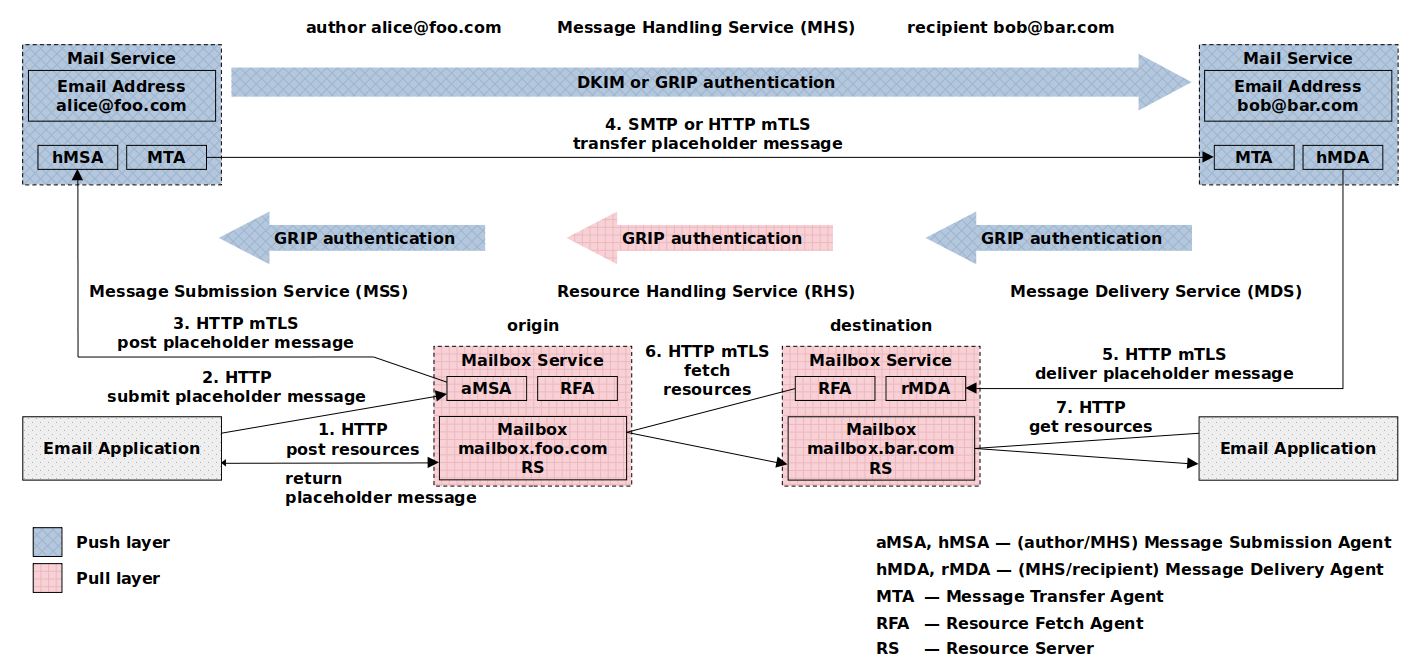 author alice@foo.com
Message Handling Service (MHS)
recipient bob@bar.com
Mail Service
Email Address
alice@foo.com
hMSA
MTA
DKIM or GRIP authentication
4. SMTP or HTTP mTLS
transfer placeholder message
Mail Service
Email Address
bob@bar.com
MTA
hMDA
GRIP authentication
GRIP authentication
GRIP authentication
Message Submission Service (MSS)
Resource Handling Service (RHS)
Message Delivery Service (MDS)
3. HTTP mTLS
post placeholder message
2. HTTP
submit placeholder message
Email Application
1. HTTP
post resources
return
placeholder message
origin
Mailbox Service
aMSA
RFA
Mailbox
mailbox.foo.com
RS
6. HTTP mTLS
fetch
resources
destination
Mailbox Service
RFA
rMDA
Mailbox
mailbox.bar.com
RS
5. HTTP mTLS
deliver placeholder message
7. HTTP
get resources
Email Application
Push layer
Pull layer
aMSA, hMSA — (author/MHS) Message Submission Agent
hMDA, rMDA — (MHS/recipient) Message Delivery Agent
MTA — Message Transfer Agent
RFA — Resource Fetch Agent
RS — Resource Server